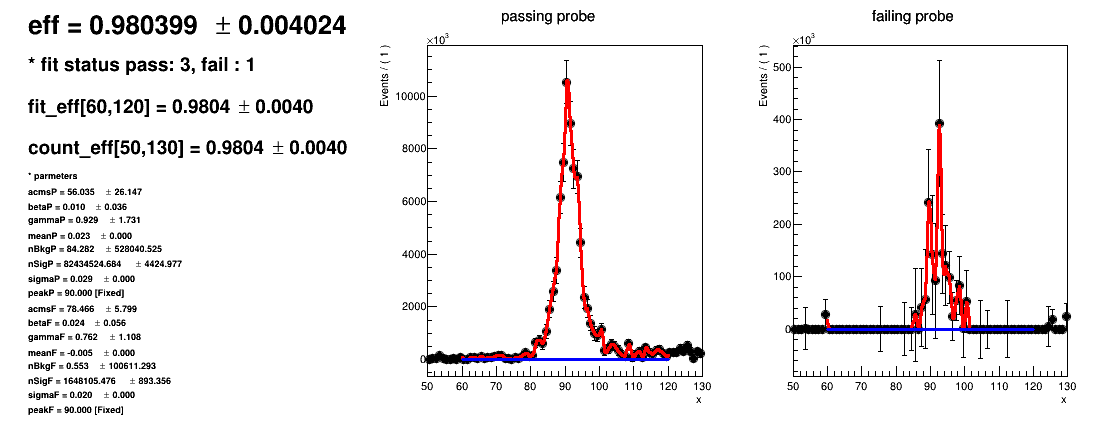 eff = 0.980399 ± 0.004024
* fit status pass: 3, fail : 1
fit_eff[60,120] = 0.9804 ± 0.0040
count_eff[50,130] = 0.9804 ± 0.0040
* parmeters
acmsP = 56.035 ± 26.147
betaP = 0.010 ± 0.036
gammaP = 0.929 ± 1.731
meanP = 0.023 ± 0.000
nBkgP = 84.282 ± 528040.525
nSigP = 82434524.684 ± 4424.977
sigmaP = 0.029 ± 0.000
peakP = 90.000 [Fixed]
acmsF = 78.466 ± 5.799
betaF = 0.024 ± 0.056
gammaF = 0.762 ± 1.108
meanF = -0.005 ± 0.000
nBkgF = 0.553 ± 100611.293
nSigF = 1648105.476 ± 893.356
sigmaF = 0.020 ± 0.000
peakF = 90.000 [Fixed]
passing probe
×10³
Events / ( 1 )
10000
8000
6000
4000
2000
0
50 60 70 80 90 100 110 120 130
x
failing probe
×10³
Events / ( 1 )
500
400
300
200
100
0
50 60 70 80 90 100 110 120 130
x